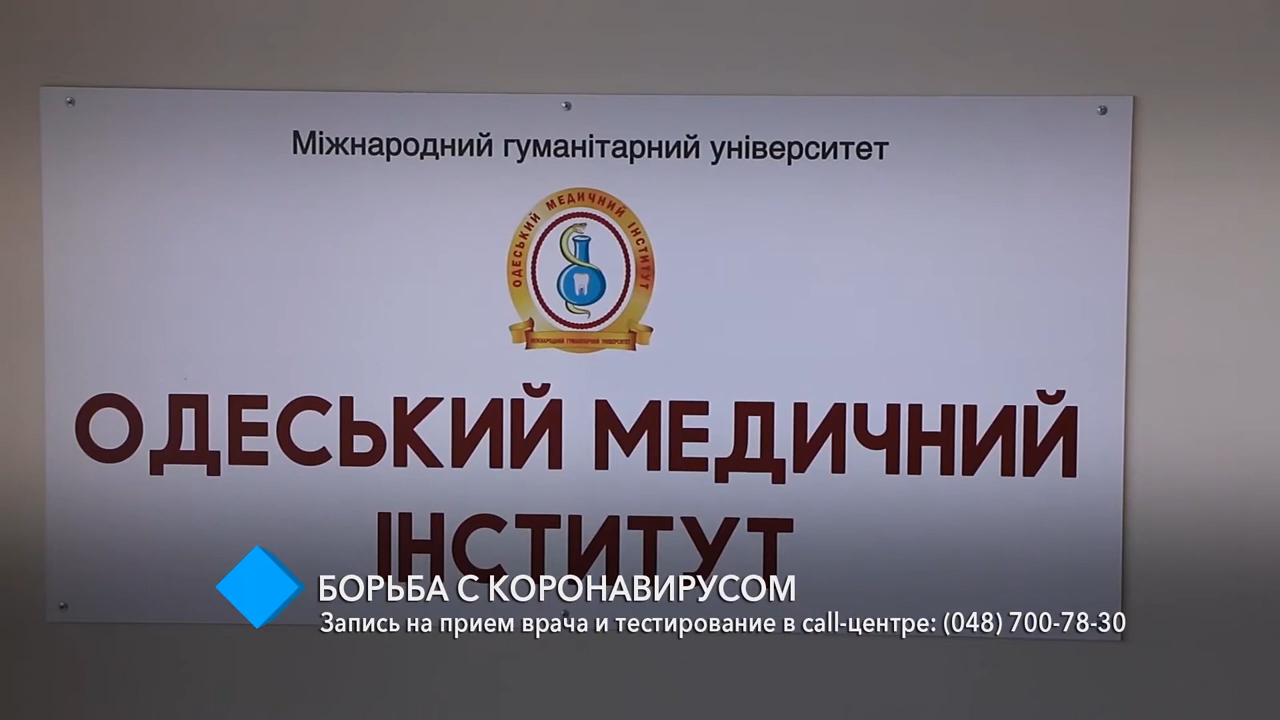 Міжнародний гуманітарний університет
ОДЕСЬКИЙ МЕДИЧНИЙ ІНСТИТУТ
МІЖНАРОДНИЙ ГУМАНІТАРНИЙ УНІВЕРСИТЕТ
ОДЕСЬКИЙ МЕДИЧНИЙ
ІНСТИТУТ
БОРЬБА С КОРОНАВИРУСОМ
Запись на прием врача и тестирование в call-центре: (048) 700-78-30